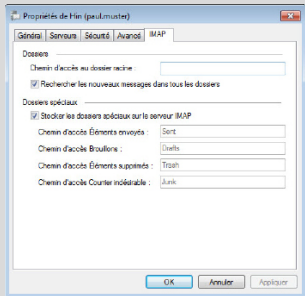 Propriétés de Hin (paul.muster)
Général Serveurs Sécurité Avancé IMAP
Dossiers
Chemin d'accès au dossier racine :
Rechercher les nouveaux messages dans tous les dossiers
Dossiers spéciaux
Stocker les dossiers spéciaux sur le serveur IMAP
Chemin d'accès Éléments envoyés : Sent
Chemin d'accès Brouillons : Drafts
Chemin d'accès Éléments supprimés : Trash
Chemin d'accès Courrier indésirable : Junk
OK Annuler Appliquer